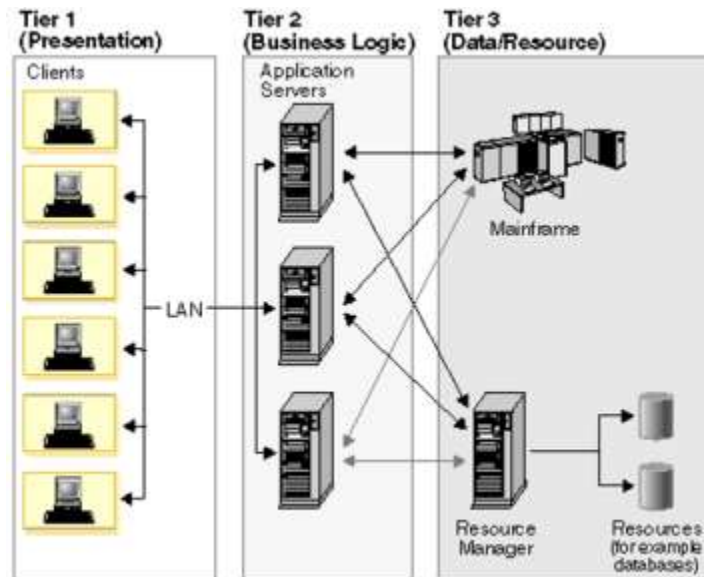 Tier 1
(Presentation)
Tier 2
(Business Logic)
Tier 3
(Data/Resource)
Clients
Application
Servers
Mainframe
LAN
Resource
Manager
Resources
(for example
databases)